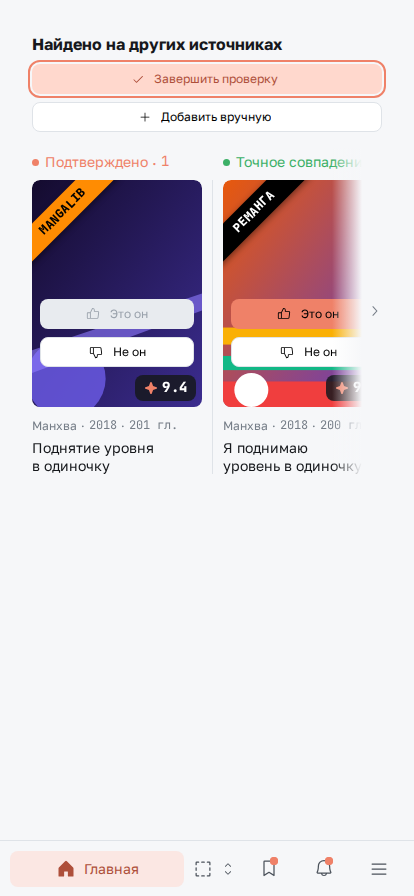 Найдено на других источниках
Завершить проверку
Добавить вручную
Подтверждено · 1
MANGALIB
Это он
Не он
9.4
Манхва · 2018 · 201 гл.
Поднятие уровня
в одиночку
Точное совпадени
РЕМАНГА
Это он
Не он
9
Манхва · 2018 · 200 гл
Я поднимаю
уровень в одиночку
Главная